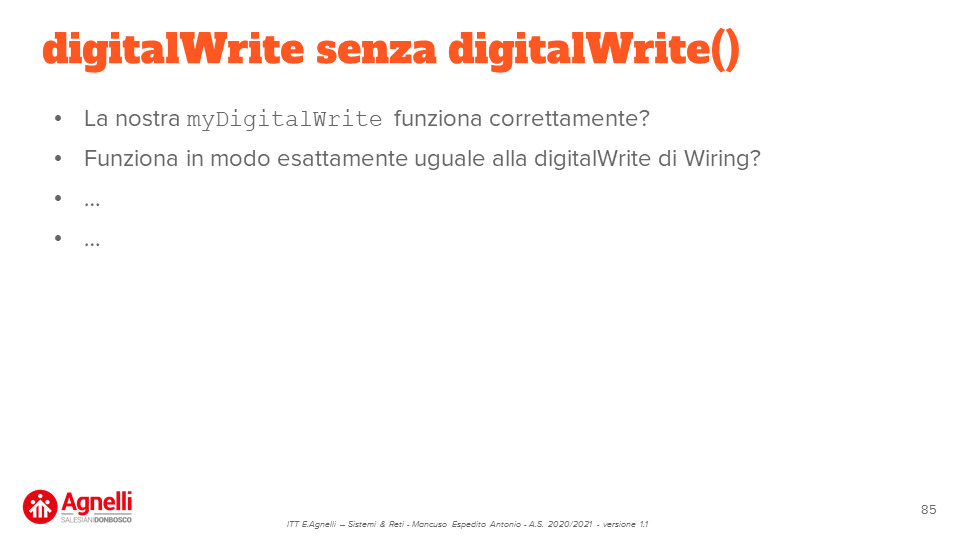 digitalWrite senza digitalWrite()
• La nostra myDigitalWrite funziona correttamente?
• Funziona in modo esattamente uguale alla digitalWrite di Wiring?
• …
• …
Agnelli
SALESIANIDONBOSCO
ITT E.Agnelli – Sistemi & Reti - Mancuso Espedito Antonio - A.S. 2020/2021 - versione 1.1
85